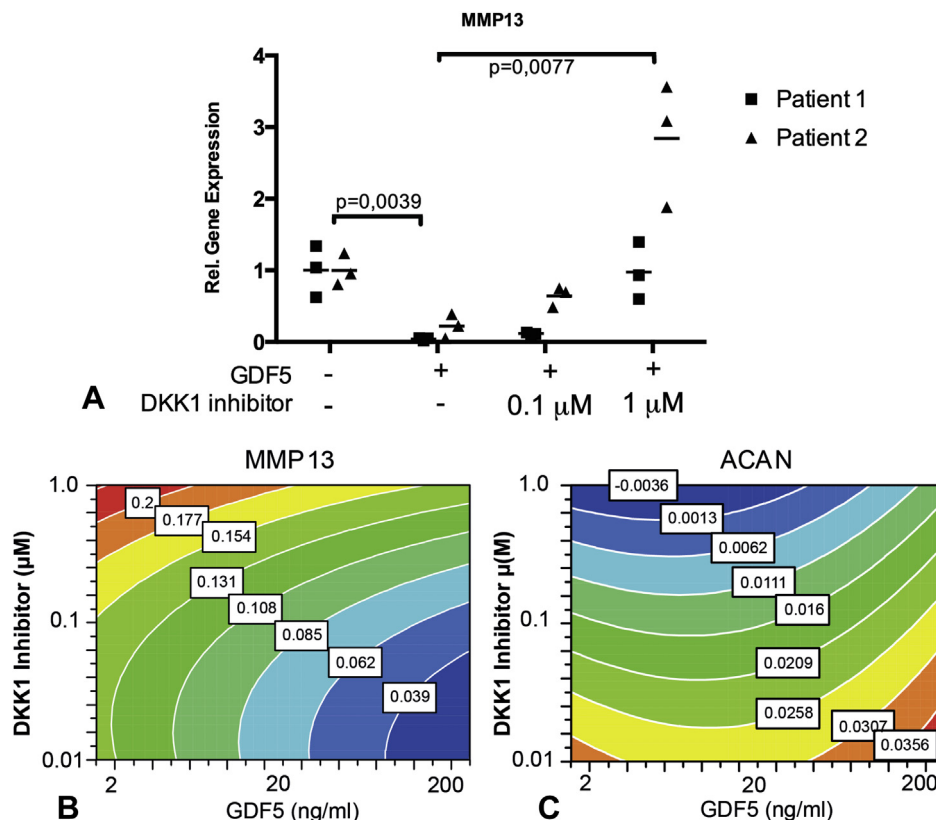 MMP13
4
3
2
1
0
Rel. Gene Expression
p=0,0039
p=0,0077
Patient 1
Patient 2
GDF5 - + + +
DKK1 inhibitor - - 0.1 μM 1 μM
A
MMP13
1.0
0.1
0.01
DKK1 Inhibitor (μM)
0.2
0.177
0.154
0.131
0.108
0.085
0.062
0.039
2 20 200
GDF5 (ng/ml)
B
ACAN
1.0
0.1
0.01
DKK1 Inhibitor μ(M)
-0.0036
0.0013
0.0062
0.0111
0.016
0.0209
0.0258
0.0307
0.0356
2 20 200
GDF5 (ng/ml)
C